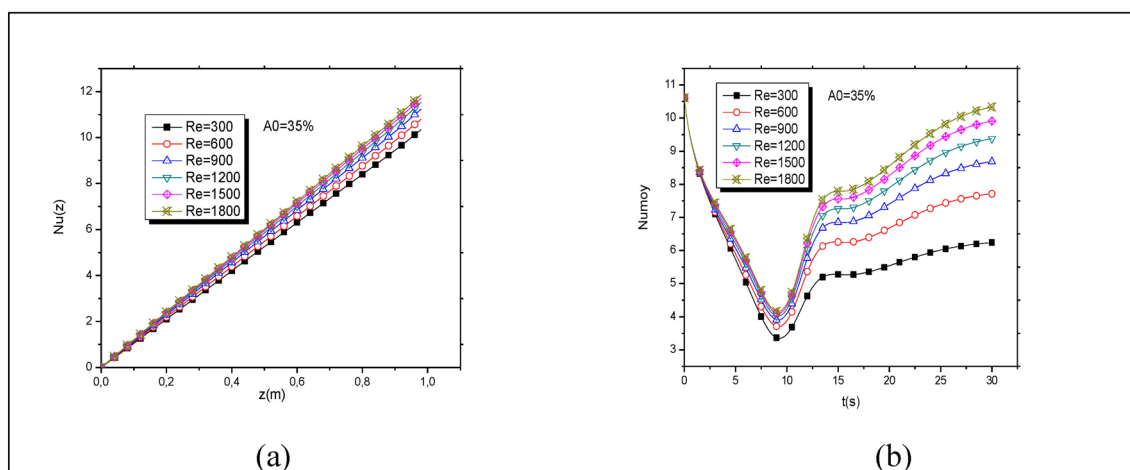 12
10
8
6
4
2
0
Nu(z)
0,0
0,2
0,4
0,6
0,8
1,0
z(m)
Re=300
Re=600
Re=900
Re=1200
Re=1500
Re=1800
A0=35%
(a)
11
10
9
8
7
6
5
4
3
Numoy
0
5
10
15
20
25
30
t(s)
Re=300
Re=600
Re=900
Re=1200
Re=1500
Re=1800
A0=35%
(b)